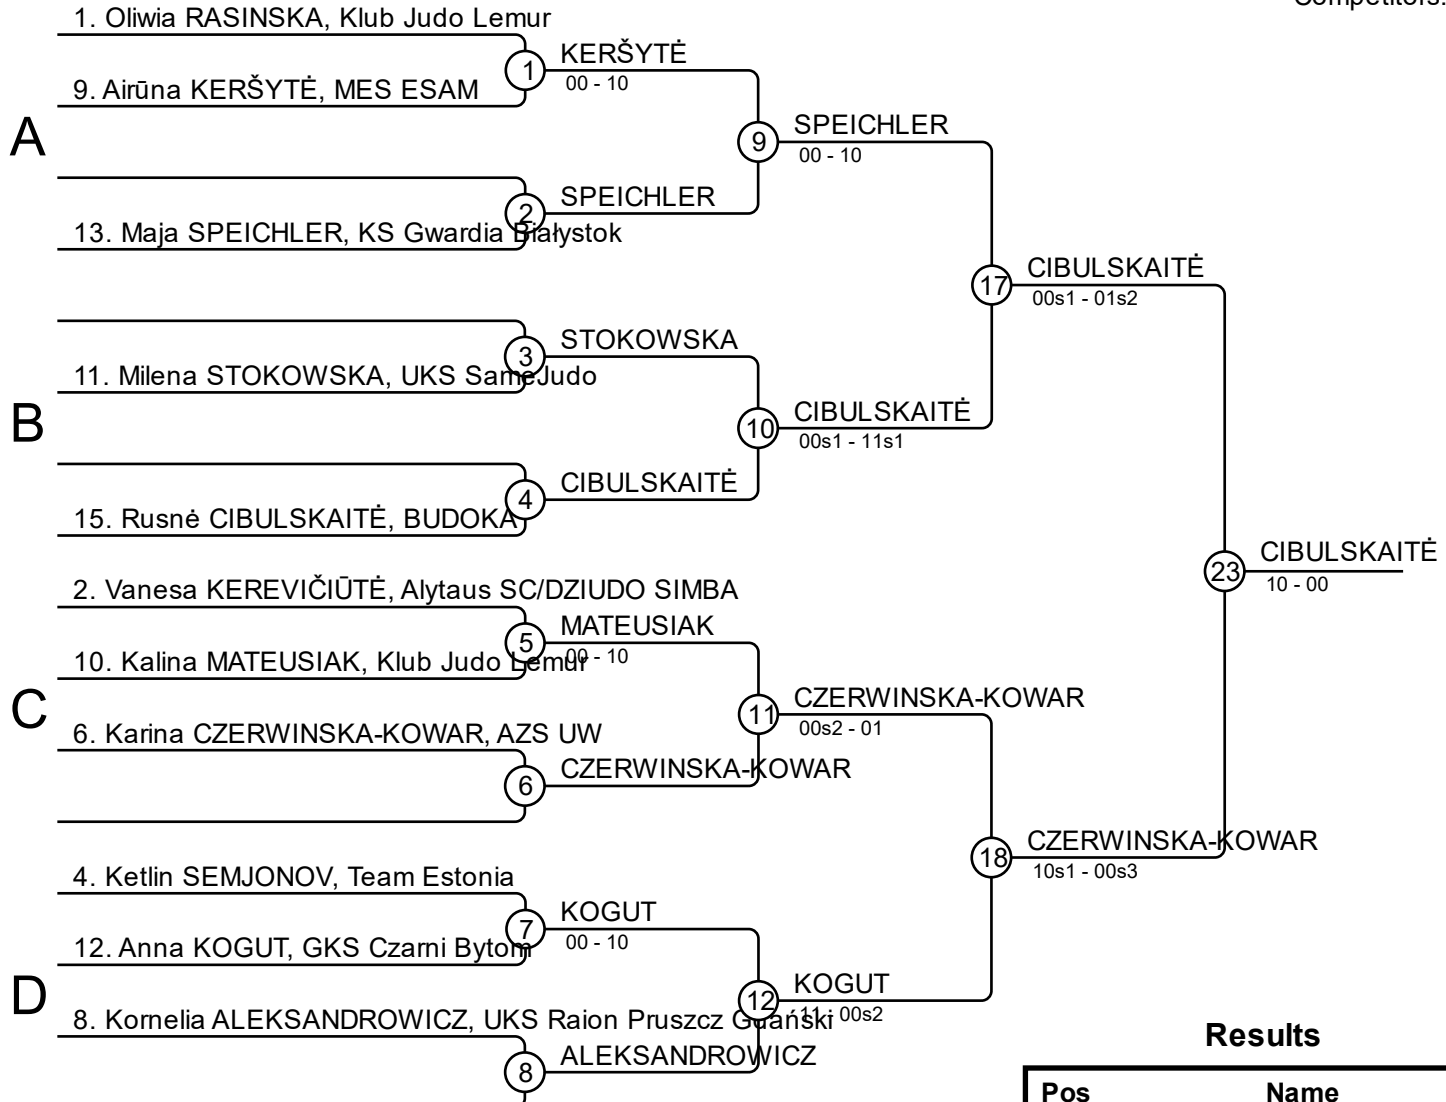 Competitors:
1. Oliwia RASINSKA, Klub Judo Lemur
1
KERŠYTĖ
00 - 10
9. Airūna KERŠYTĖ, MES ESAM
A
9
SPEICHLER
00 - 10
2
SPEICHLER
13. Maja SPEICHLER, KS Gwardia Białystok
17
CIBULSKAITĖ
00s1 - 01s2
3
STOKOWSKA
11. Milena STOKOWSKA, UKS SameJudo
B
10
CIBULSKAITĖ
00s1 - 11s1
4
CIBULSKAITĖ
15. Rusnė CIBULSKAITĖ, BUDOKA
23
CIBULSKAITĖ
10 - 00
2. Vanesa KEREVIČIŪTĖ, Alytaus SC/DZIUDO SIMBA
5
MATEUSIAK
00 - 10
10. Kalina MATEUSIAK, Klub Judo Lemur
C
11
CZERWINSKA-KOWAR
00s2 - 01
6. Karina CZERWINSKA-KOWAR, AZS UW
6
CZERWINSKA-KOWAR
18
CZERWINSKA-KOWAR
10s1 - 00s3
4. Ketlin SEMJONOV, Team Estonia
7
KOGUT
00 - 10
12. Anna KOGUT, GKS Czarni Bytom
D
12
KOGUT
11 - 00s2
8. Kornelia ALEKSANDROWICZ, UKS Raion Pruszcz Gdański
8
ALEKSANDROWICZ
Results
Pos Name